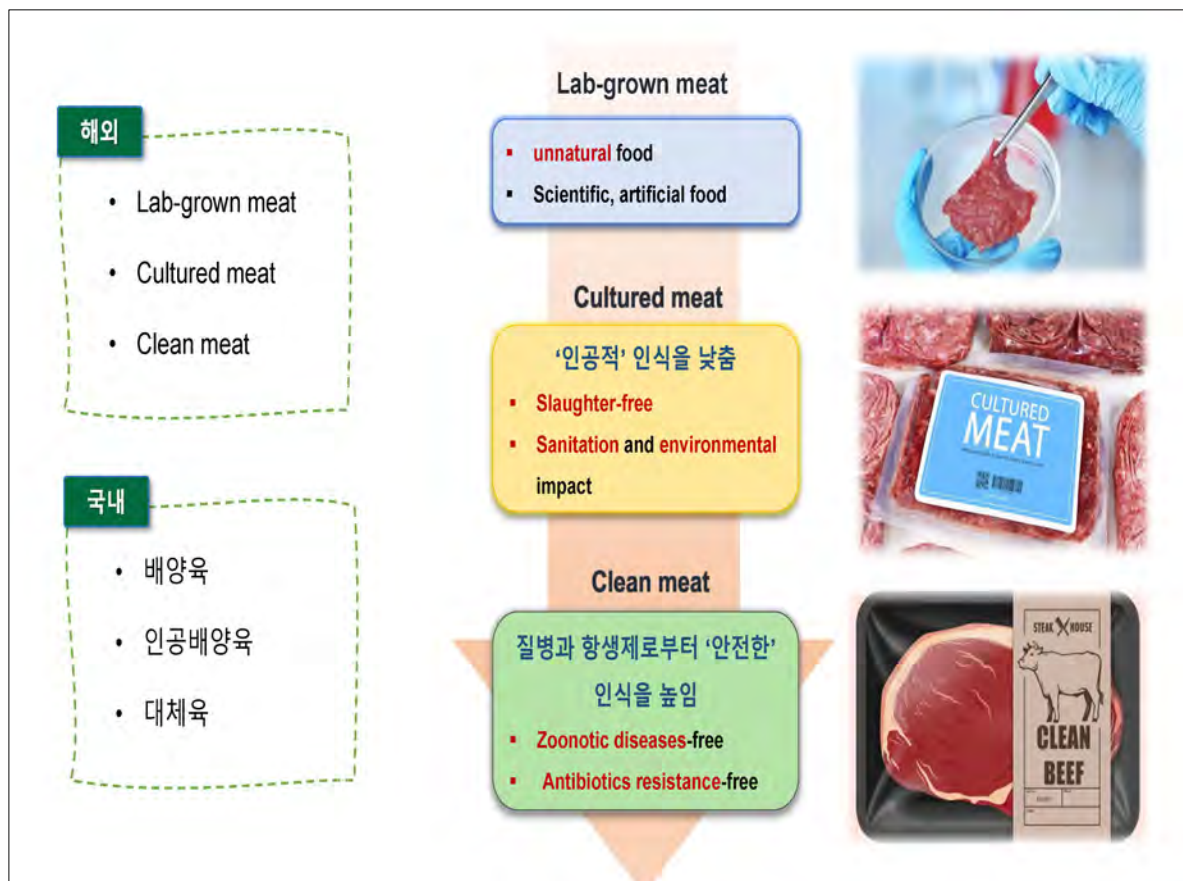 해외
• Lab-grown meat
• Cultured meat
• Clean meat
국내
• 배양육
• 인공배양육
• 대체육
Lab-grown meat
▪ unnatural food
▪ Scientific, artificial food
Cultured meat
‘인공적’ 인식을 낮춤
▪ Slaughter-free
▪ Sanitation and environmental
impact
Clean meat
질병과 항생제로부터 ‘안전한’
인식을 높임
▪ Zoonotic diseases-free
▪ Antibiotics resistance-free
CULTURED
MEAT
STEAK HOUSE
CLEAN
BEEF